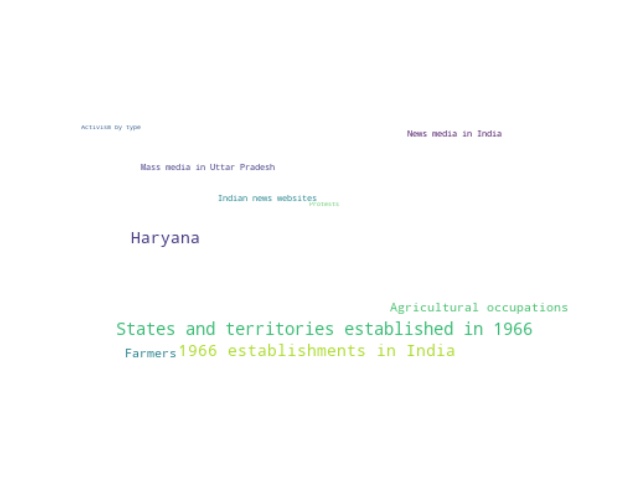 Activism by type
News media in India
Mass media in Uttar Pradesh
Indian news websites
Protests
Haryana
Agricultural occupations
States and territories established in 1966
Farmers
1966 establishments in India